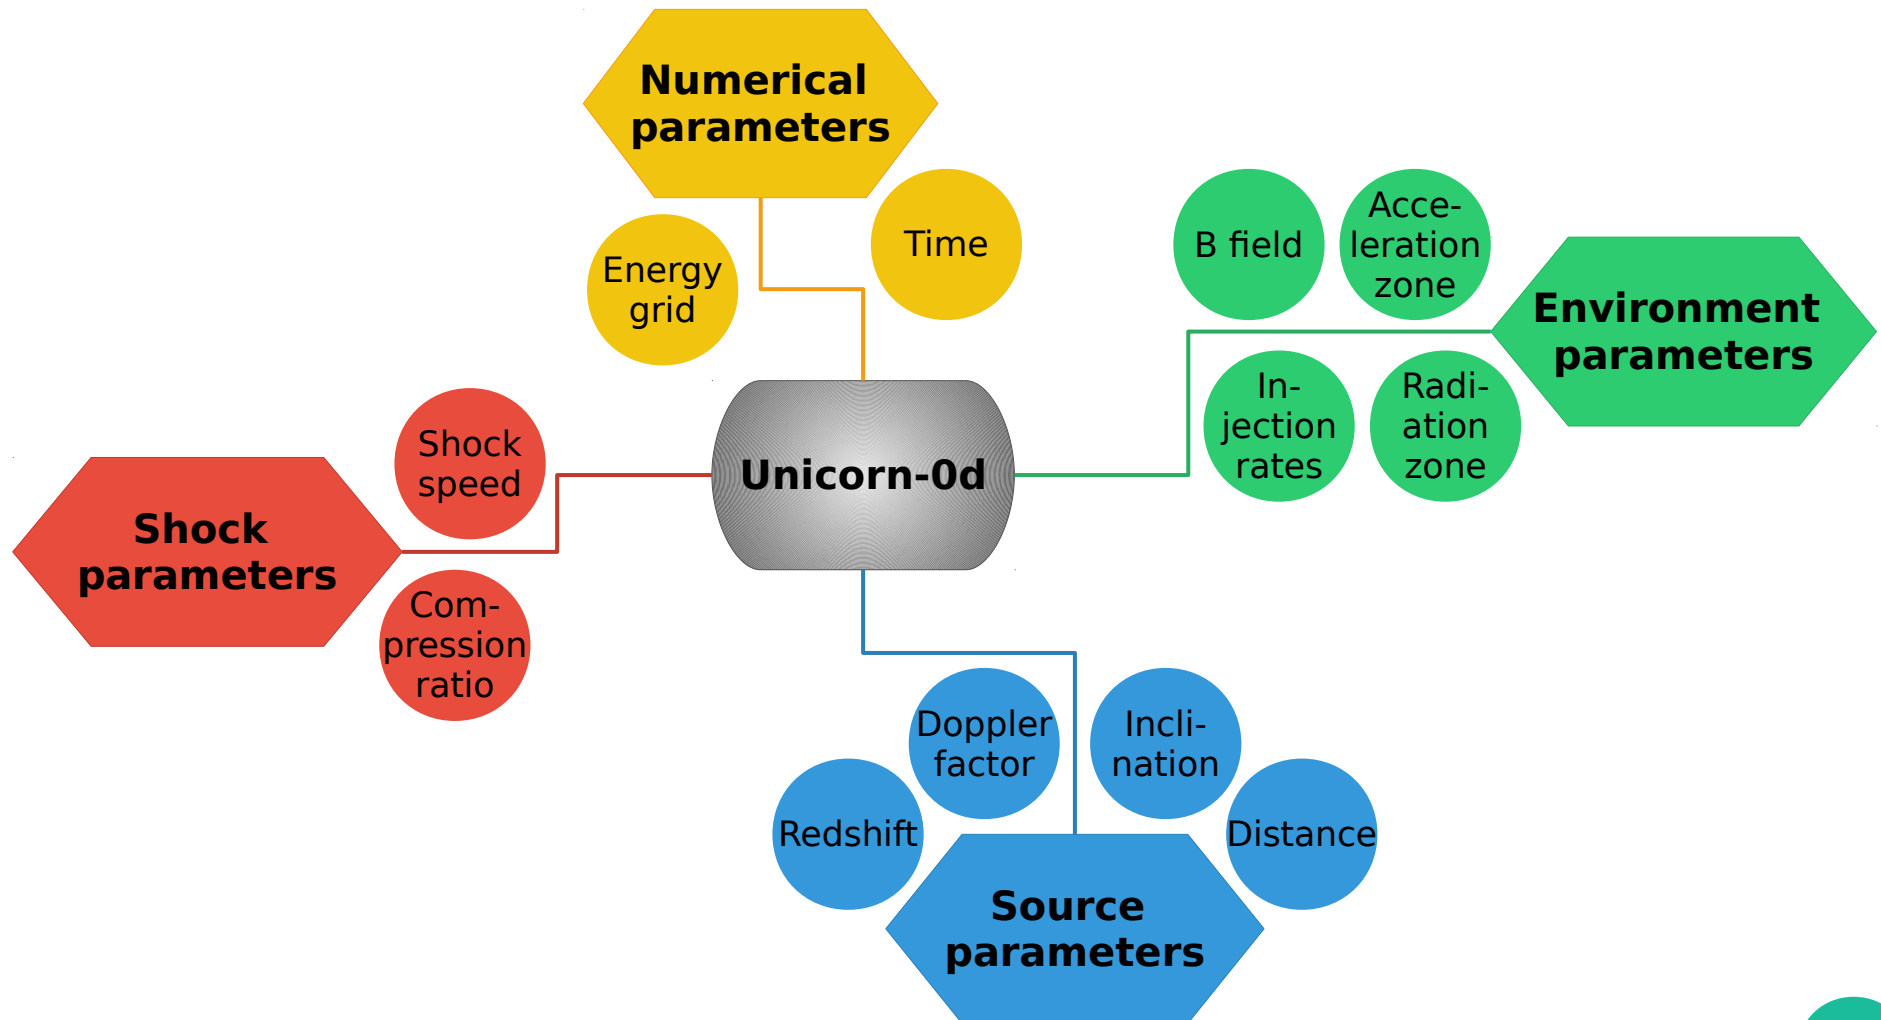 Numerical
parameters
Energy
grid
Time
B field
Acce-
leration
zone
Environment
parameters
In-
jection
rates
Radi-
ation
zone
Shock
speed
Shock
parameters
Com-
pression
ratio
Unicorn-0d
Doppler
factor
Incli-
nation
Redshift
Distance
Source
parameters